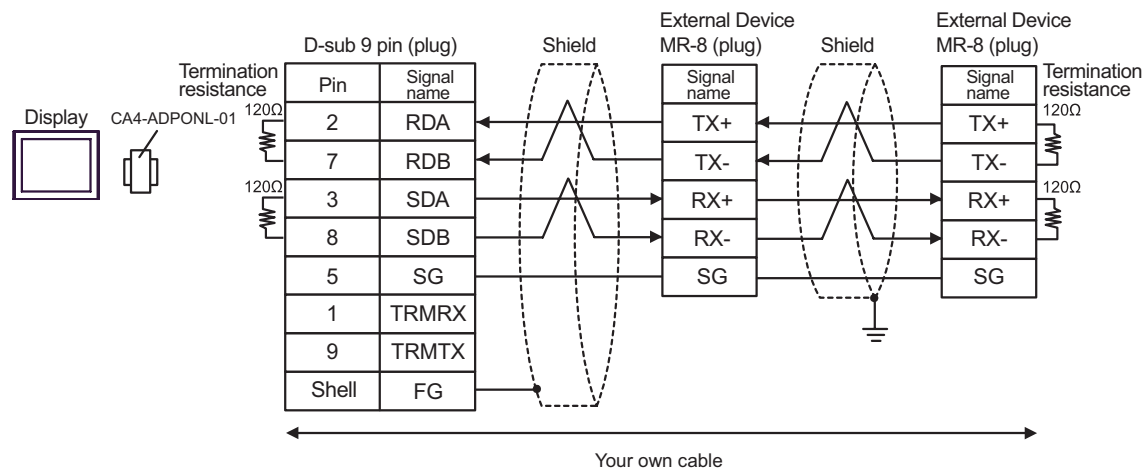 External Device
External Device
D-sub 9 pin (plug)
Shield
MR-8 (plug)
Shield
MR-8 (plug)
Termination
resistance
Pin
Signal
name
Signal
name
Signal
name
Termination
resistance
Display
CA4-ADPONL-01
120Ω
2
RDA
TX+
TX+
120Ω
7
RDB
TX-
TX-
120Ω
3
SDA
RX+
RX+
120Ω
8
SDB
RX-
RX-
5
SG
SG
SG
1
TRMRX
9
TRMTX
Shell
FG
Your own cable